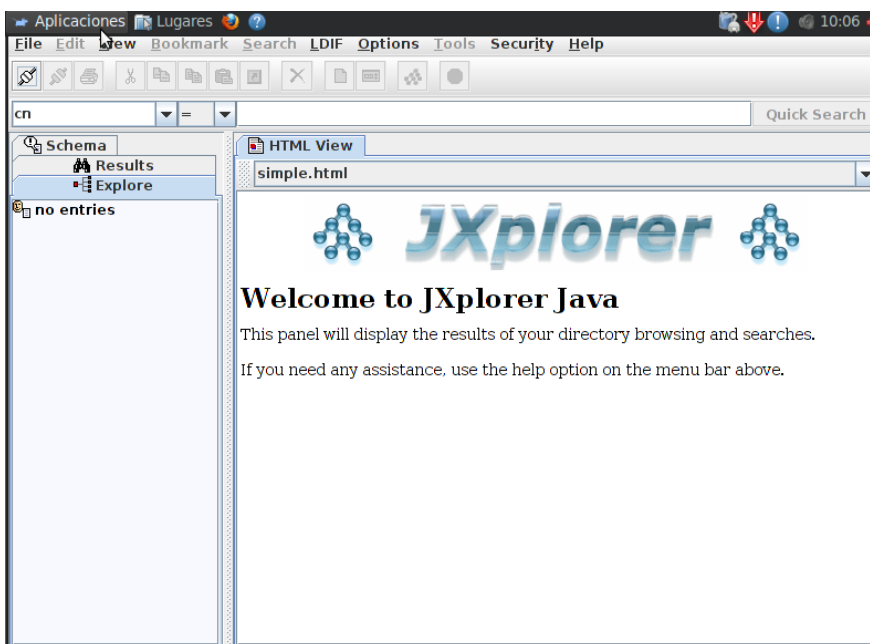 Aplicaciones Lugares 10:06
File Edit View Bookmark Search LDIF Options Tools Security Help
cn = Quick Search
Schema
Results
Explore
no entries
HTML View
simple.html
JXplorer
Welcome to JXplorer Java
This panel will display the results of your directory browsing and searches.
If you need any assistance, use the help option on the menu bar above.